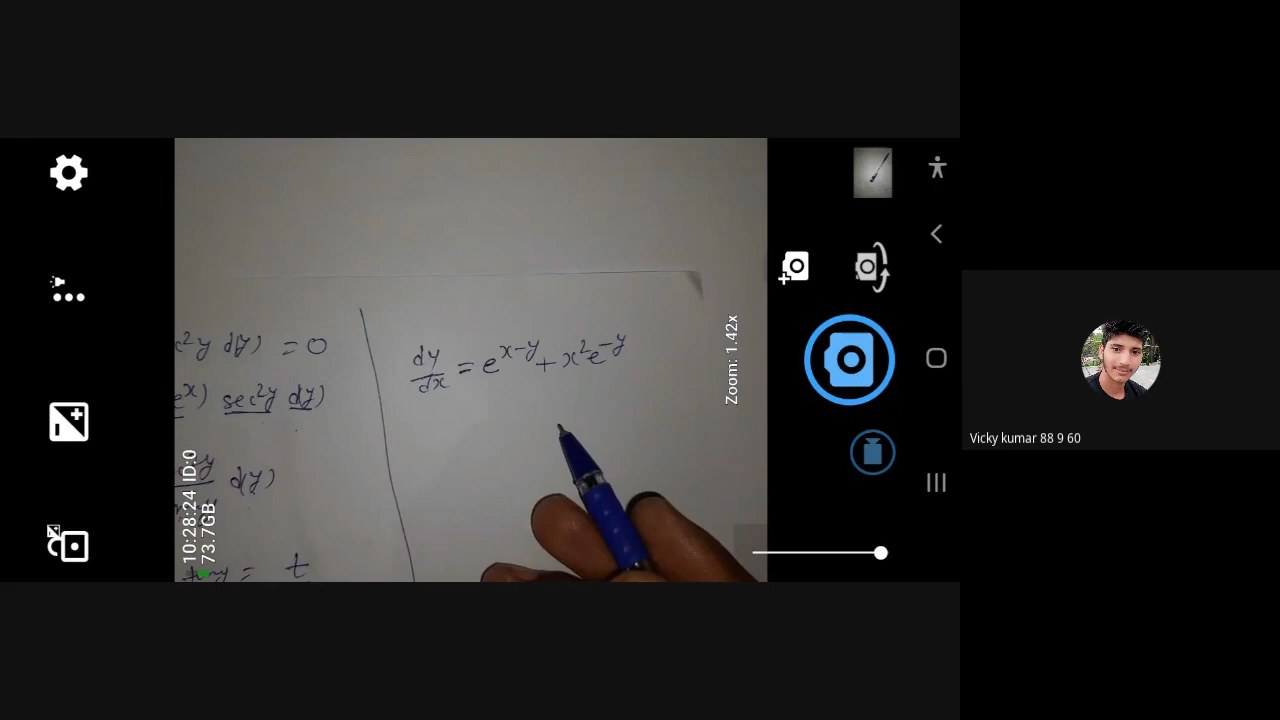 c²y dy) = 0
eˣ) sec²y dy)
dy)
= t
dy/dx = e^{x-y} + x²e^{-y}
10:28:24 ID:0
73.7GB
Zoom: 1.42x
Vicky kumar 88 9 60